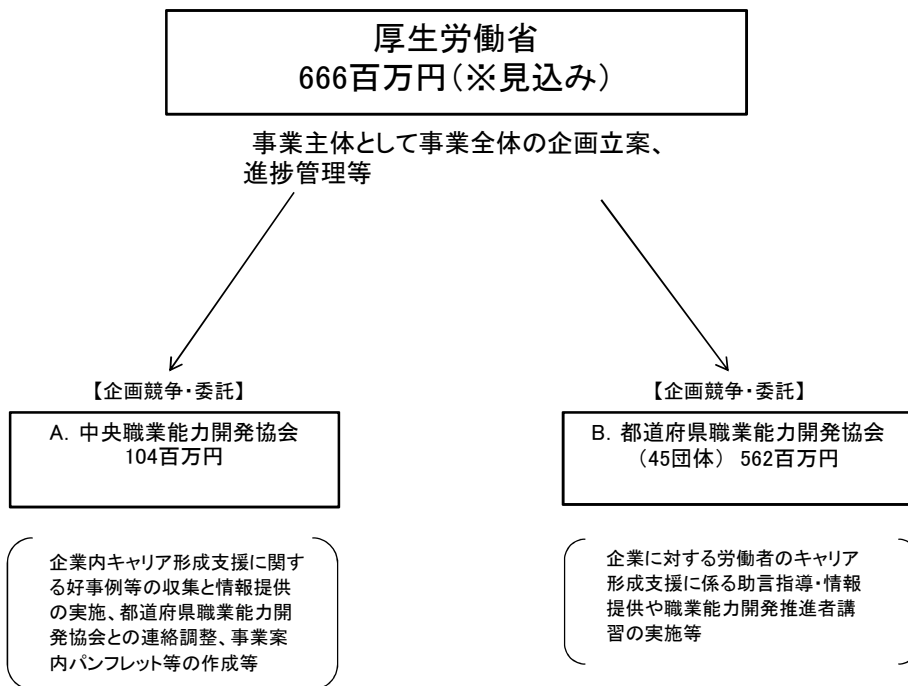 厚生労働省
666百万円(※見込み)
事業主体として事業全体の企画立案、
進捗管理等
【企画競争・委託】
A. 中央職業能力開発協会
104百万円
企業内キャリア形成支援に関す
る好事例等の収集と情報提供
の実施、都道府県職業能力開
発協会との連絡調整、事業案
内パンフレット等の作成等
【企画競争・委託】
B. 都道府県職業能力開発協会
(45団体) 562百万円
企業に対する労働者のキャリア
形成支援に係る助言指導・情報
提供や職業能力開発推進者講
習の実施等